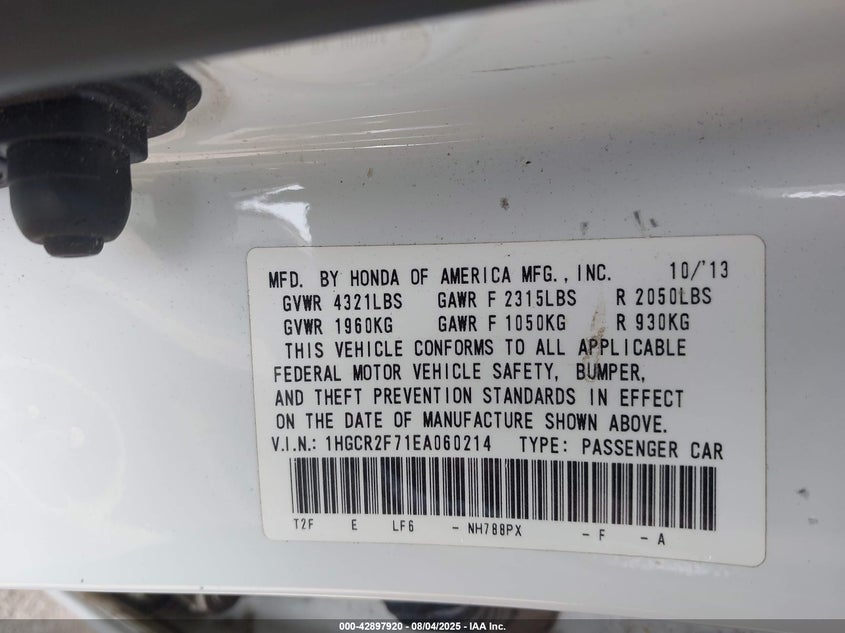 MFD. BY HONDA OF AMERICA MFG., INC. 10/'13
GVWR 4321LBS GAWR F 2315LBS R 2050LBS
GVWR 1960KG GAWR F 1050KG R 930KG
THIS VEHICLE CONFORMS TO ALL APPLICABLE
FEDERAL MOTOR VEHICLE SAFETY, BUMPER,
AND THEFT PREVENTION STANDARDS IN EFFECT
ON THE DATE OF MANUFACTURE SHOWN ABOVE.
V.I.N.: 1HGCR2F71EA060214 TYPE: PASSENGER CAR
T2F E LF6 - NH788PX - F - A
000-42897920 - 08/04/2025 - IAA Inc.